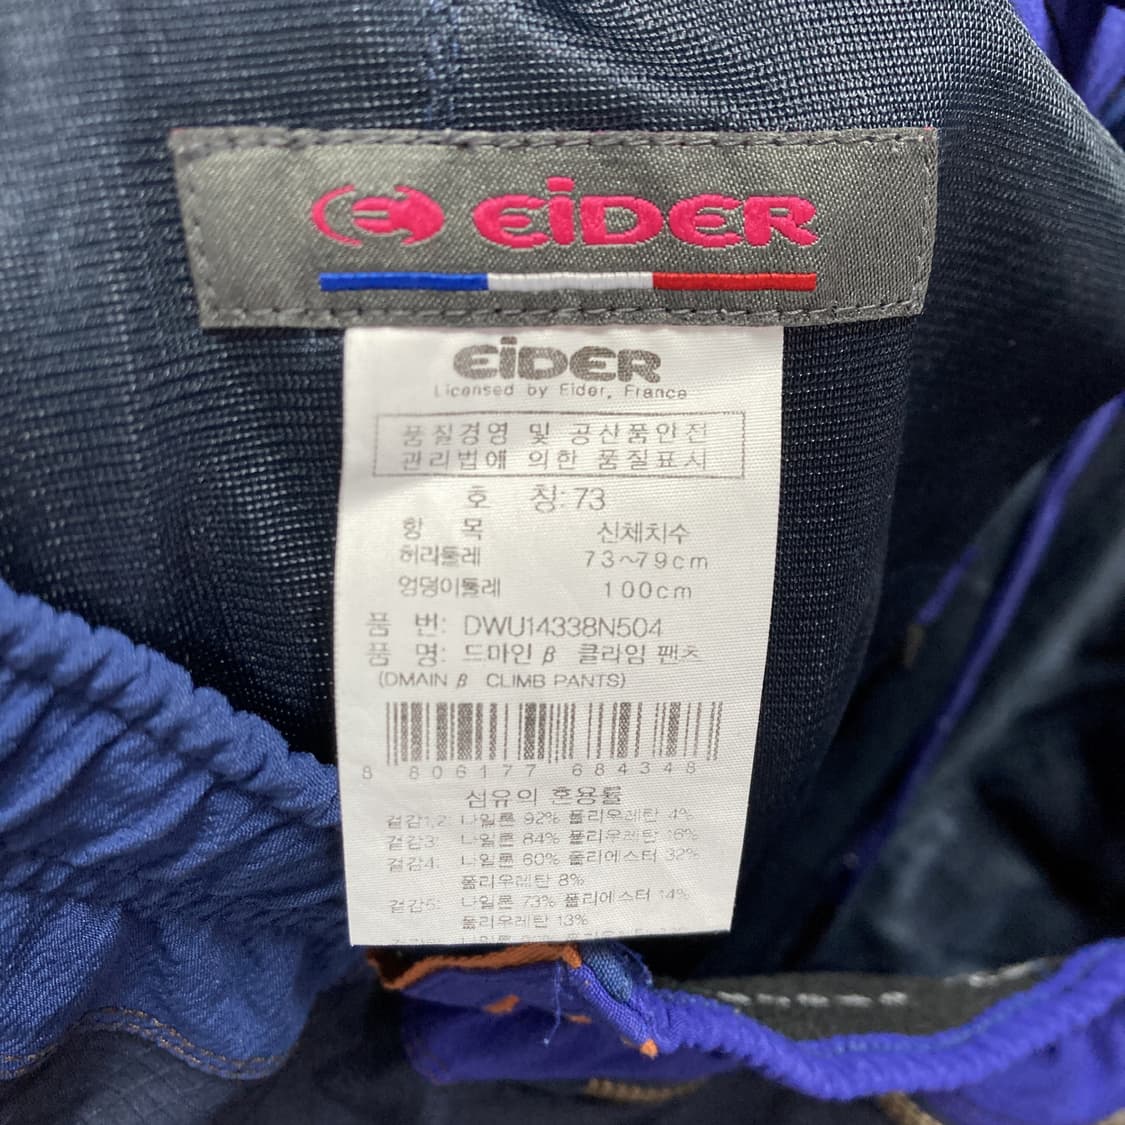 EiDER
EiDER
Licensed by Eider, France
품질경영 및 공산품안전
관리법에 의한 품질표시
호 칭: 73
항 목 신체치수
허리둘레 73~79cm
엉덩이둘레 100cm
품 번: DWU14338N504
품 명: 드마인 β 클라임 팬츠
(DMAIN β CLIMB PANTS)
8 806177 684348
섬유의 혼용률
겉감1,2: 나일론 92% 폴리우레탄 4%
겉감3: 나일론 84% 폴리우레탄 16%
겉감4: 나일론 60% 폴리에스터 32%
폴리우레탄 8%
겉감5: 나일론 73% 폴리에스터 14%
폴리우레탄 13%